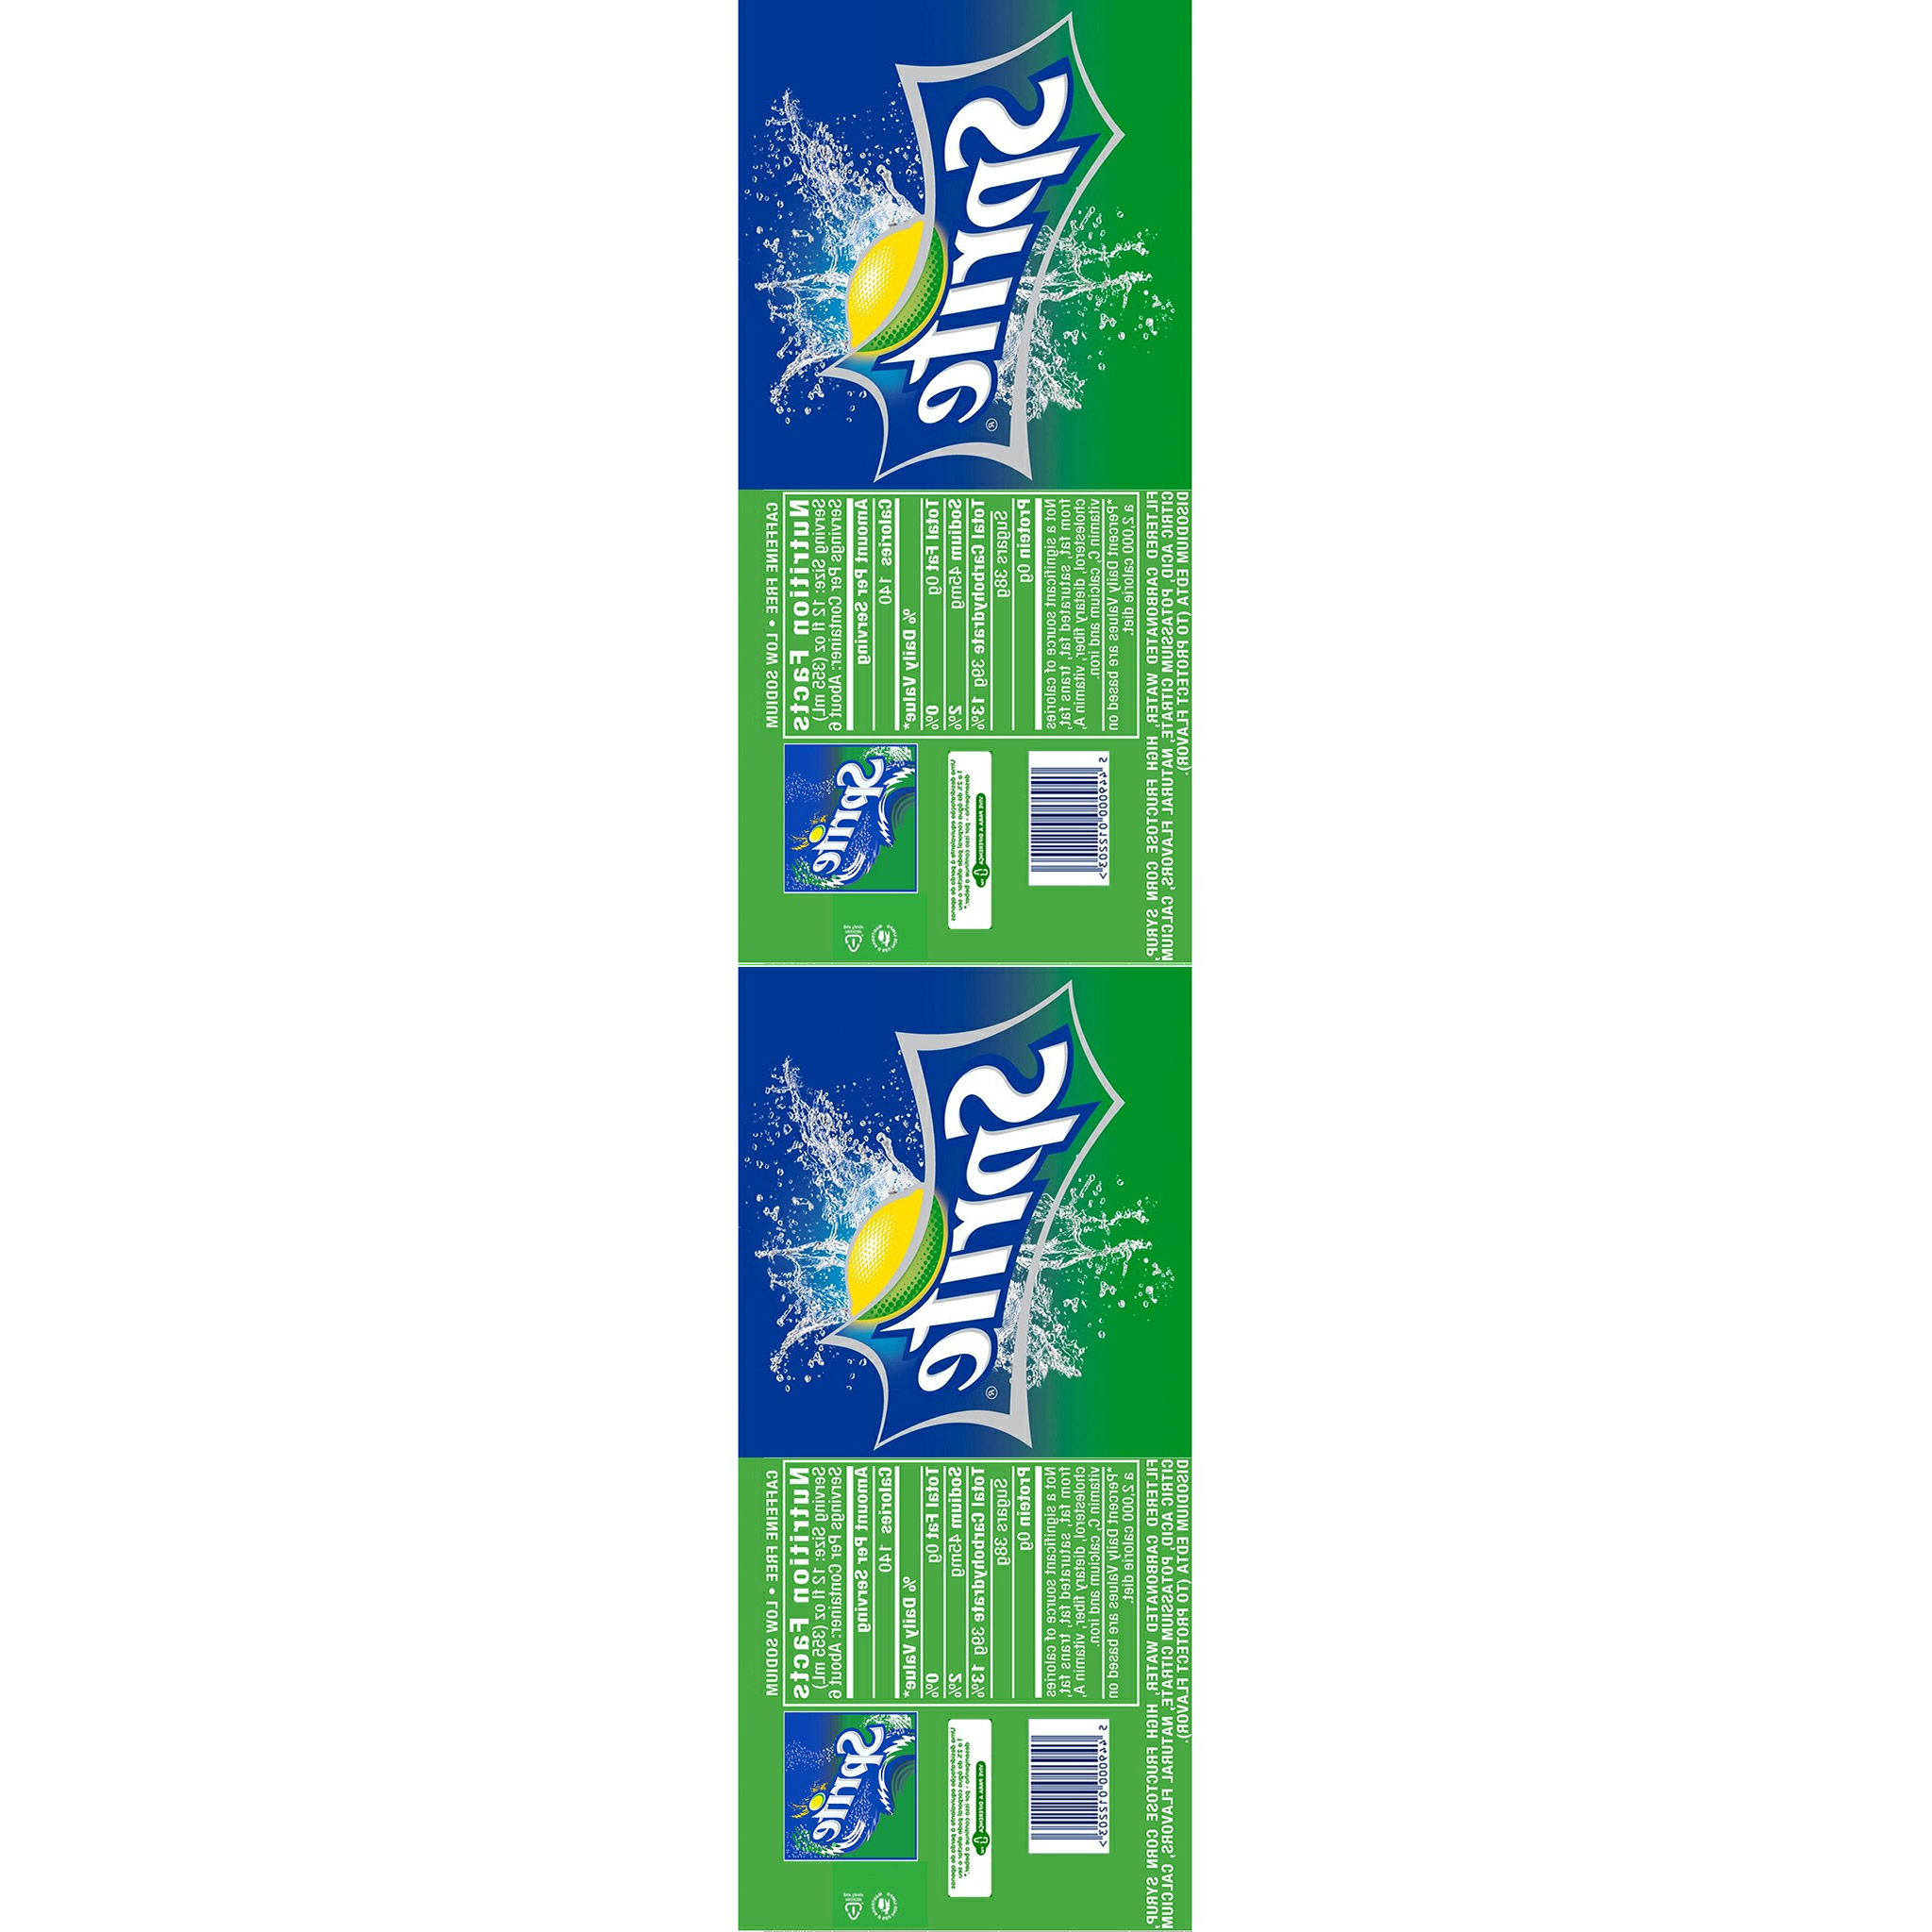 Sprite
®
CAFFEINE FREE • LOW SODIUM
Nutrition Facts
Serving Size: 12 fl oz (355 mL)
Servings Per Container: About 6
Amount Per Serving
Calories 140
% Daily Value*
Total Fat 0g 0%
Sodium 45mg 2%
Total Carbohydrate 39g 13%
Sugars 38g
Protein 0g
Not a significant source of calories
from fat, saturated fat, trans fat,
cholesterol, dietary fiber, vitamin A,
vitamin C, calcium and iron.
*Percent Daily Values are based on
a 2,000 calorie diet.
FILTERED CARBONATED WATER, HIGH FRUCTOSE CORN SYRUP,
CITRIC ACID, POTASSIUM CITRATE, NATURAL FLAVORS, CALCIUM
DISODIUM EDTA (TO PROTECT FLAVOR).
Sprite
5 449000 012203 >
Sprite
®
CAFFEINE FREE • LOW SODIUM
Nutrition Facts
Serving Size: 12 fl oz (355 mL)
Servings Per Container: About 6
Amount Per Serving
Calories 140
% Daily Value*
Total Fat 0g 0%
Sodium 45mg 2%
Total Carbohydrate 39g 13%
Sugars 38g
Protein 0g
Not a significant source of calories
from fat, saturated fat, trans fat,
cholesterol, dietary fiber, vitamin A,
vitamin C, calcium and iron.
*Percent Daily Values are based on
a 2,000 calorie diet.
FILTERED CARBONATED WATER, HIGH FRUCTOSE CORN SYRUP,
CITRIC ACID, POTASSIUM CITRATE, NATURAL FLAVORS, CALCIUM
DISODIUM EDTA (TO PROTECT FLAVOR).
Sprite
5 449000 012203 >